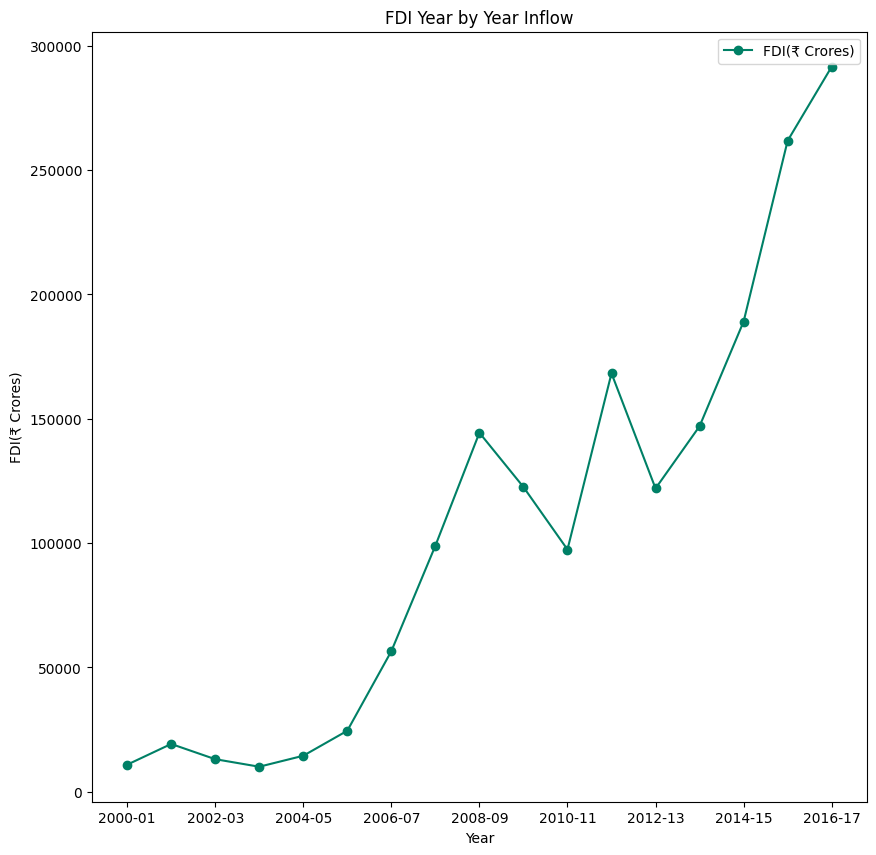 FDI Year by Year Inflow
FDI(₹ Crores)
300000
250000
200000
150000
100000
50000
0
FDI(₹ Crores)
2000-01 2002-03 2004-05 2006-07 2008-09 2010-11 2012-13 2014-15 2016-17
Year